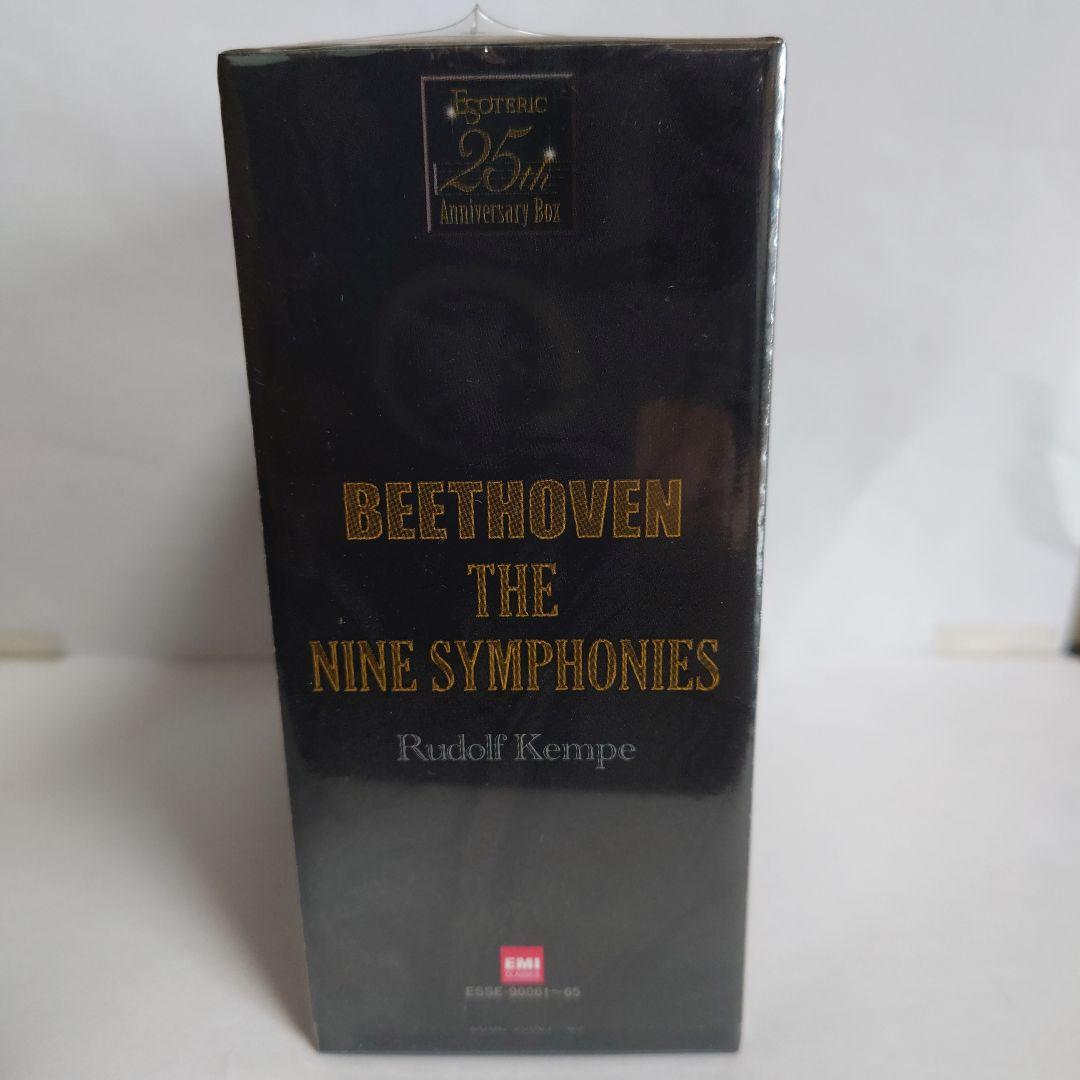 ESOTERIC
25th
Anniversary Box
BEETHOVEN
THE
NINE SYMPHONIES
Rudolf Kempe
EMI
CLASSICS
ESSE-90061~65